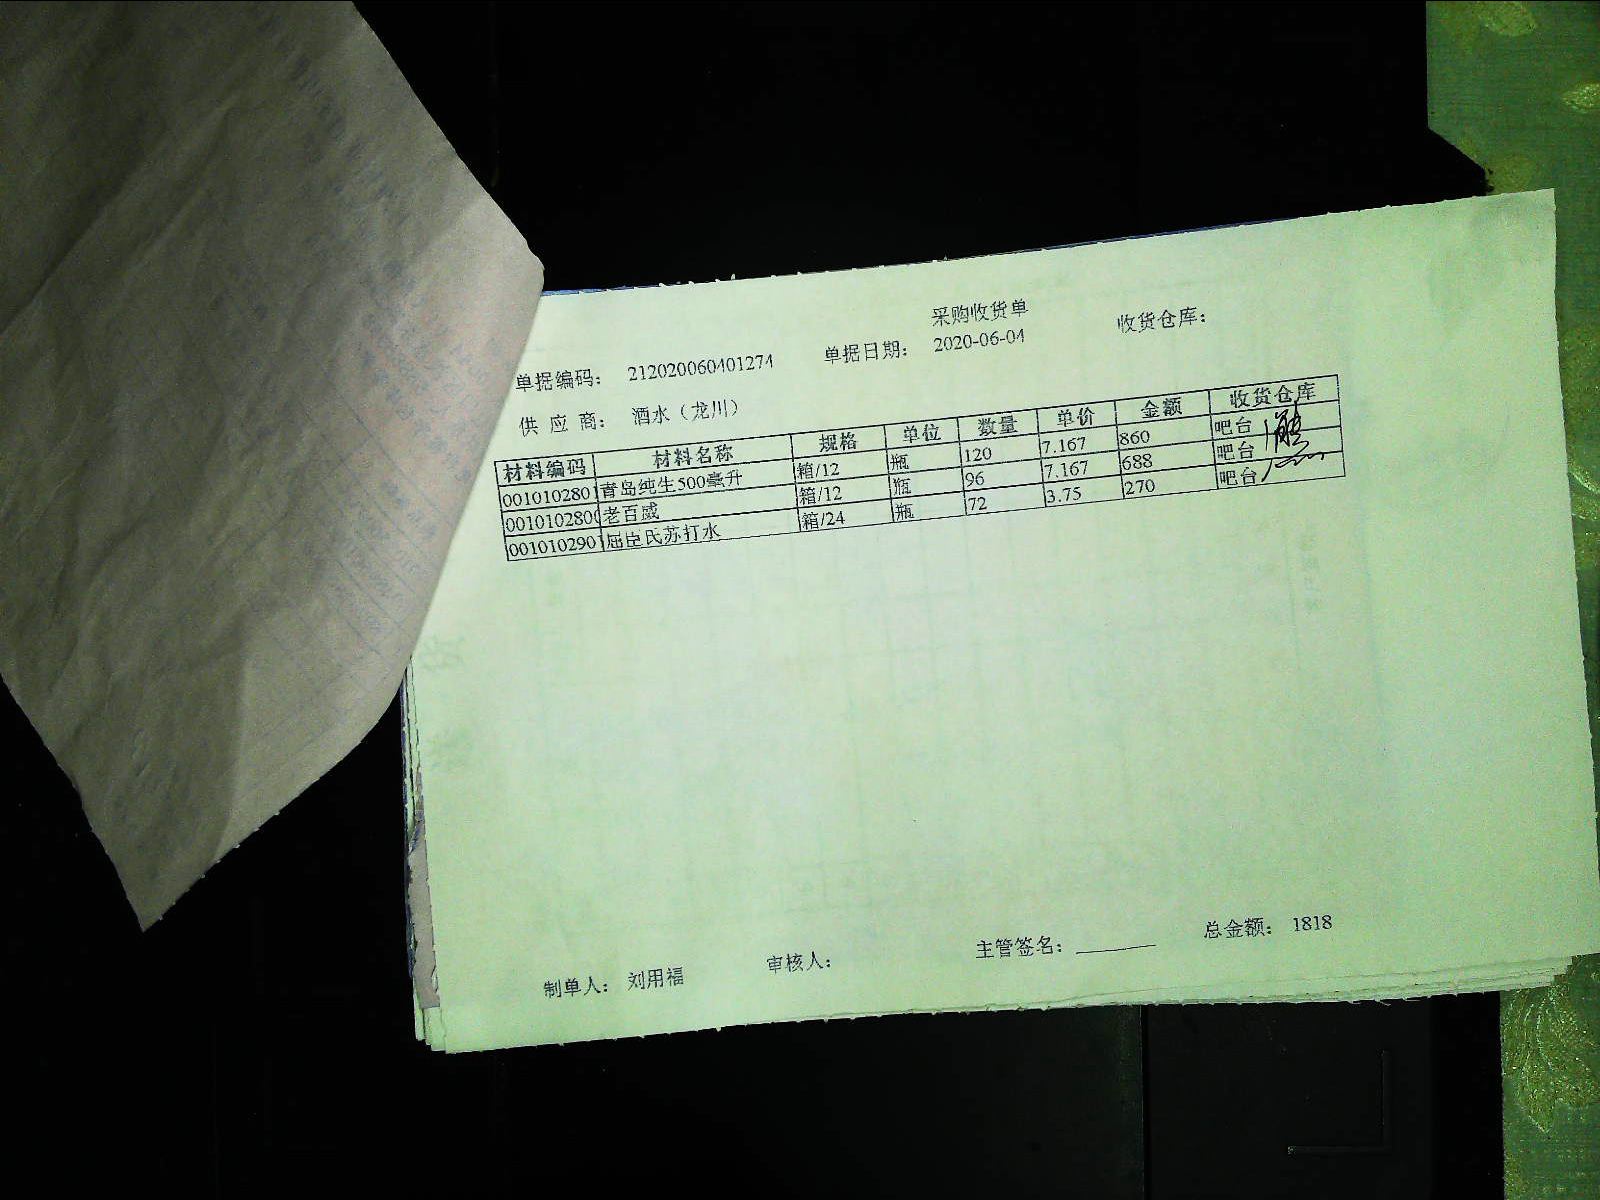 采购收货单
单据编码： 212020060401274 单据日期： 2020-06-04 收货仓库：
供 应 商： 酒水（龙川）
材料编码 材料名称 规格 单位 数量 单价 金额 收货仓库
001010280 青岛纯生500毫升 箱/12 瓶 120 7.167 860 吧台
001010280 老百威 箱/12 瓶 96 7.167 688 吧台
001010290 屈臣氏苏打水 箱/24 瓶 72 3.75 270 吧台
制单人： 刘用福 审核人： 主管签名： 总金额： 1818